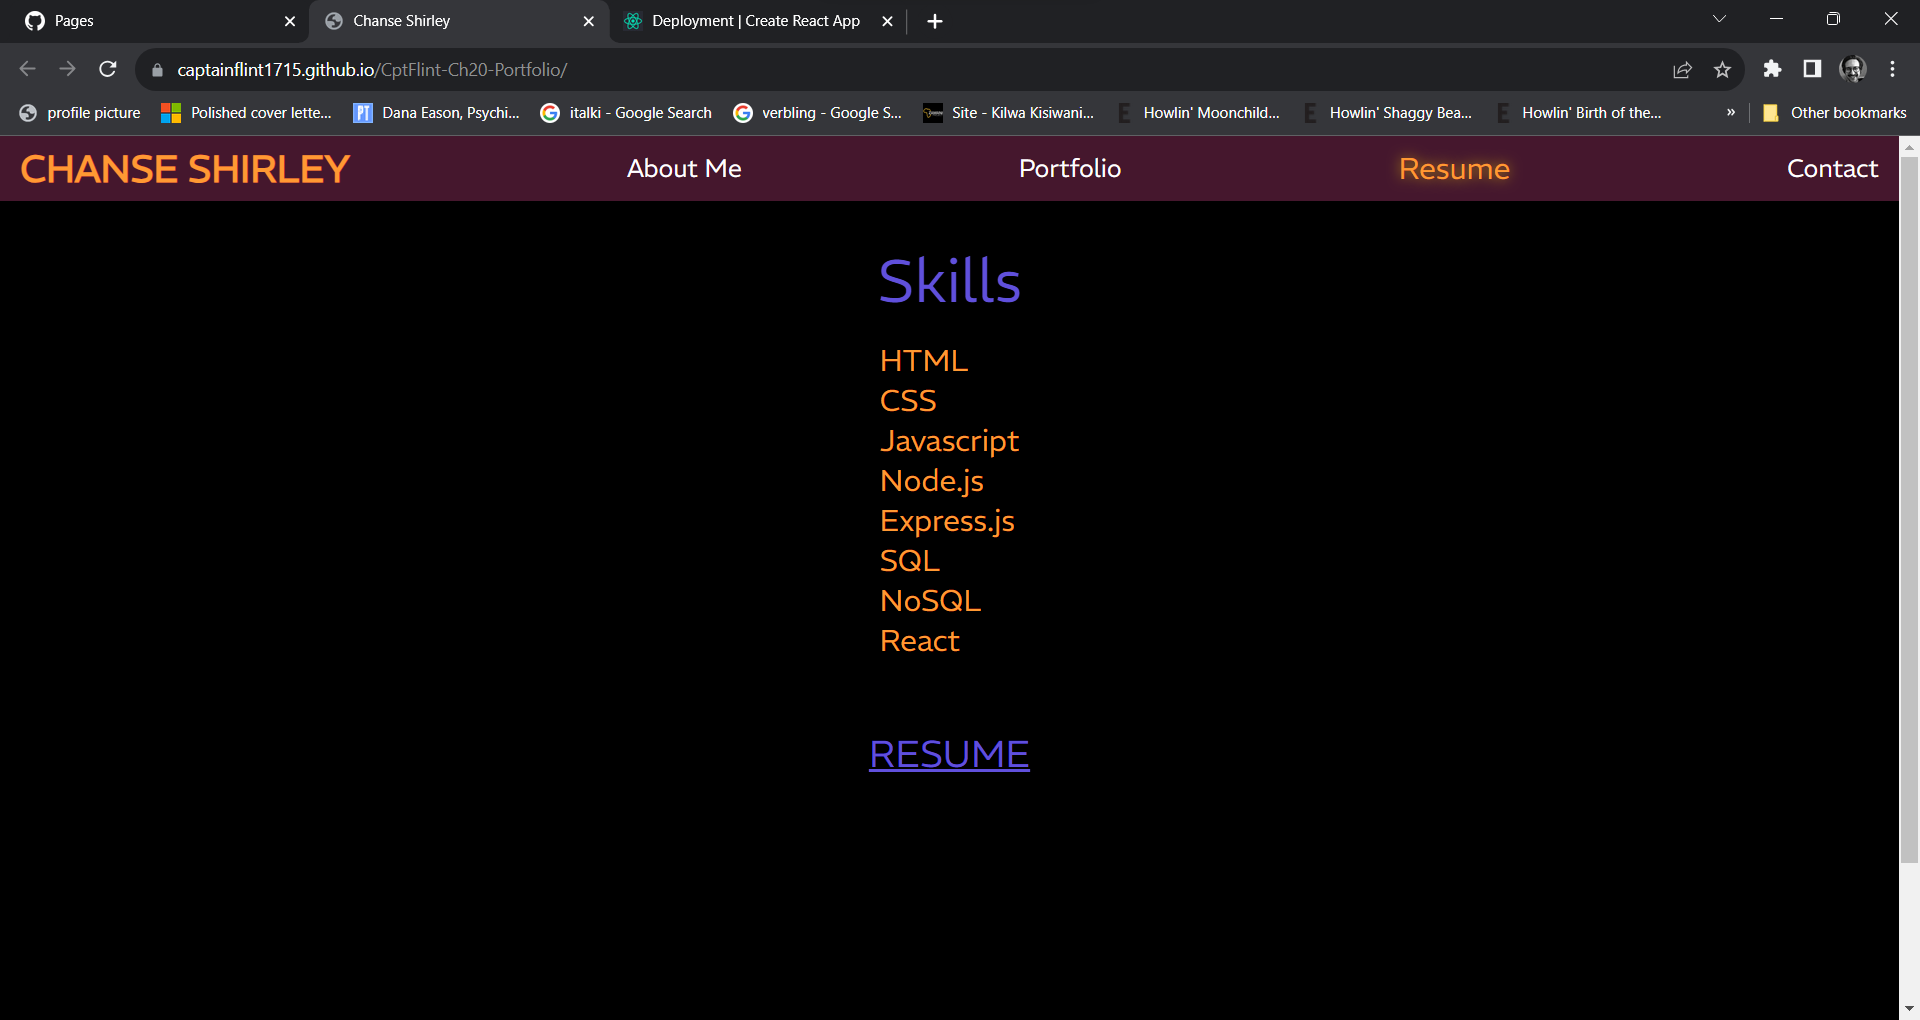 Pages
Chanse Shirley
Deployment | Create React App
captainflint1715.github.io/CptFlint-Ch20-Portfolio/
profile picture
Polished cover lette...
PT
Dana Eason, Psychi...
italki - Google Search
verbling - Google S...
Site - Kilwa Kisiwani...
E
Howlin' Moonchild...
E
Howlin' Shaggy Bea...
E
Howlin' Birth of the...
»
Other bookmarks
CHANSE SHIRLEY
About Me
Portfolio
Resume
Contact
Skills
HTML
CSS
Javascript
Node.js
Express.js
SQL
NoSQL
React
RESUME